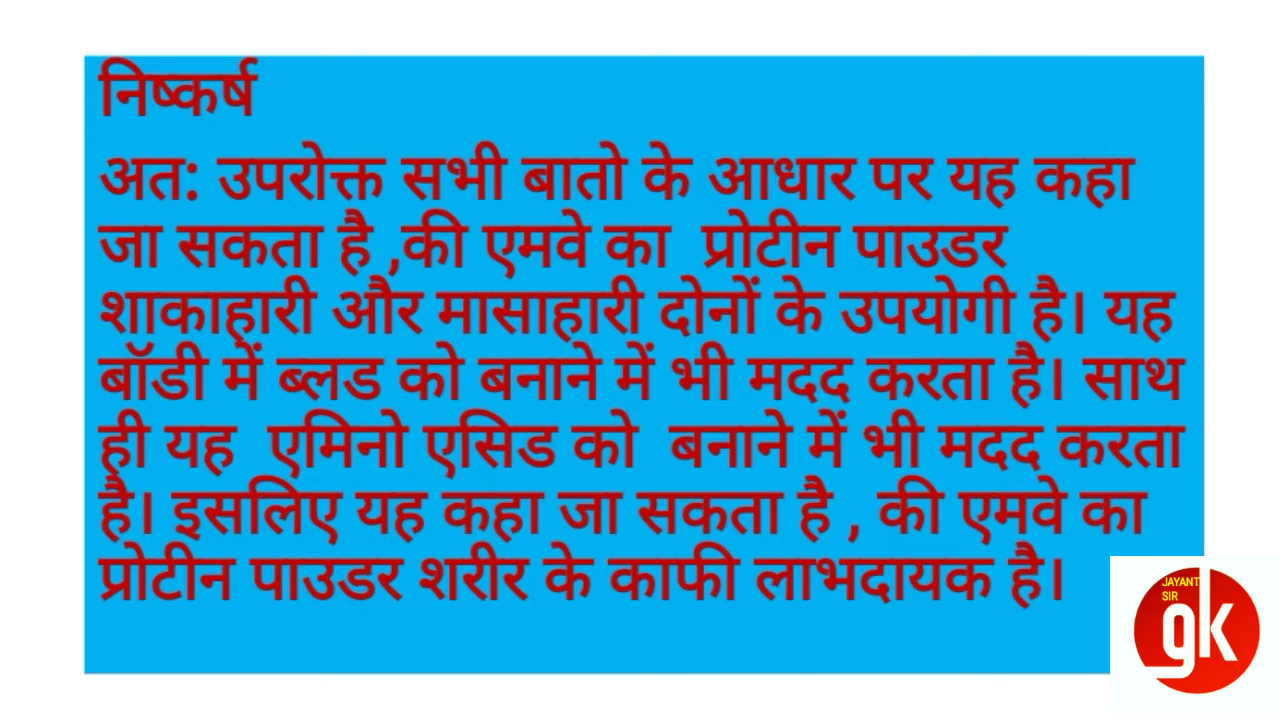 निष्कर्ष
अत: उपरोक्त सभी बातो के आधार पर यह कहा
जा सकता है ,की एमवे का प्रोटीन पाउडर
शाकाहारी और मासाहारी दोनों के उपयोगी है। यह
बॉडी में ब्लड को बनाने में भी मदद करता है। साथ
ही यह एमिनो एसिड को बनाने में भी मदद करता
है। इसलिए यह कहा जा सकता है , की एमवे का
प्रोटीन पाउडर शरीर के काफी लाभदायक है।
JAYANT
SIR
gk